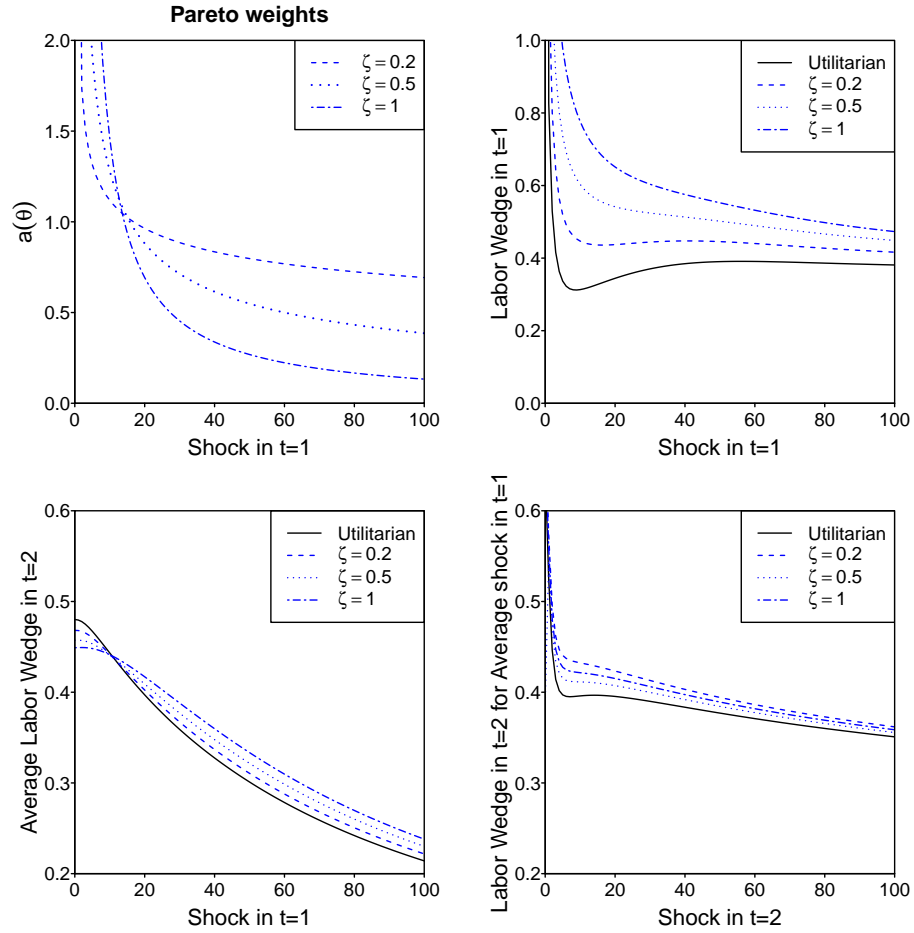 Pareto weights
a(θ)
2.0
1.5
1.0
0.5
0.0
ζ = 0.2
ζ = 0.5
ζ = 1
0 20 40 60 80 100
Shock in t=1
Labor Wedge in t=1
1.0
0.8
0.6
0.4
0.2
0.0
Utilitarian
ζ = 0.2
ζ = 0.5
ζ = 1
0 20 40 60 80 100
Shock in t=1
Average Labor Wedge in t=2
0.6
0.5
0.4
0.3
0.2
Utilitarian
ζ = 0.2
ζ = 0.5
ζ = 1
0 20 40 60 80 100
Shock in t=1
Labor Wedge in t=2 for Average shock in t=1
0.6
0.5
0.4
0.3
0.2
Utilitarian
ζ = 0.2
ζ = 0.5
ζ = 1
0 20 40 60 80 100
Shock in t=2